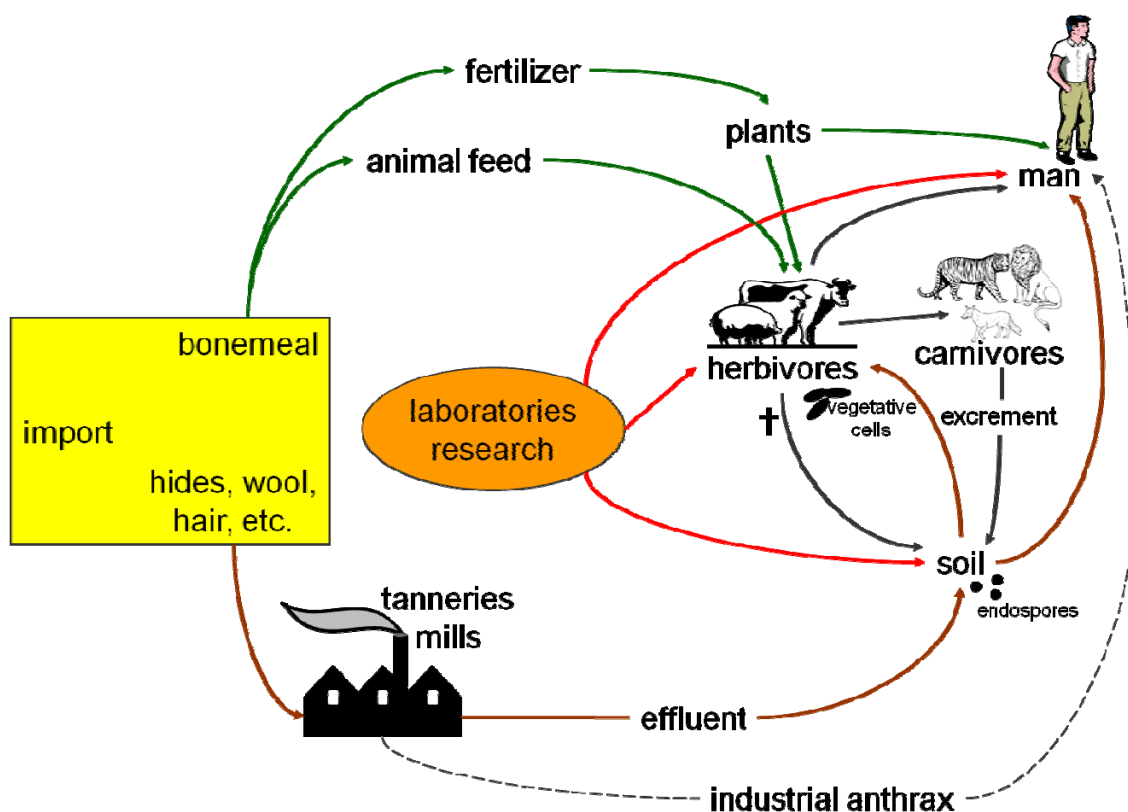 fertilizer
plants
animal feed
man
bonemeal
import
hides, wool,
hair, etc.
laboratories
research
herbivores
vegetative
cells
carnivores
excrement
soil
endospores
tanneries
mills
effluent
industrial anthrax